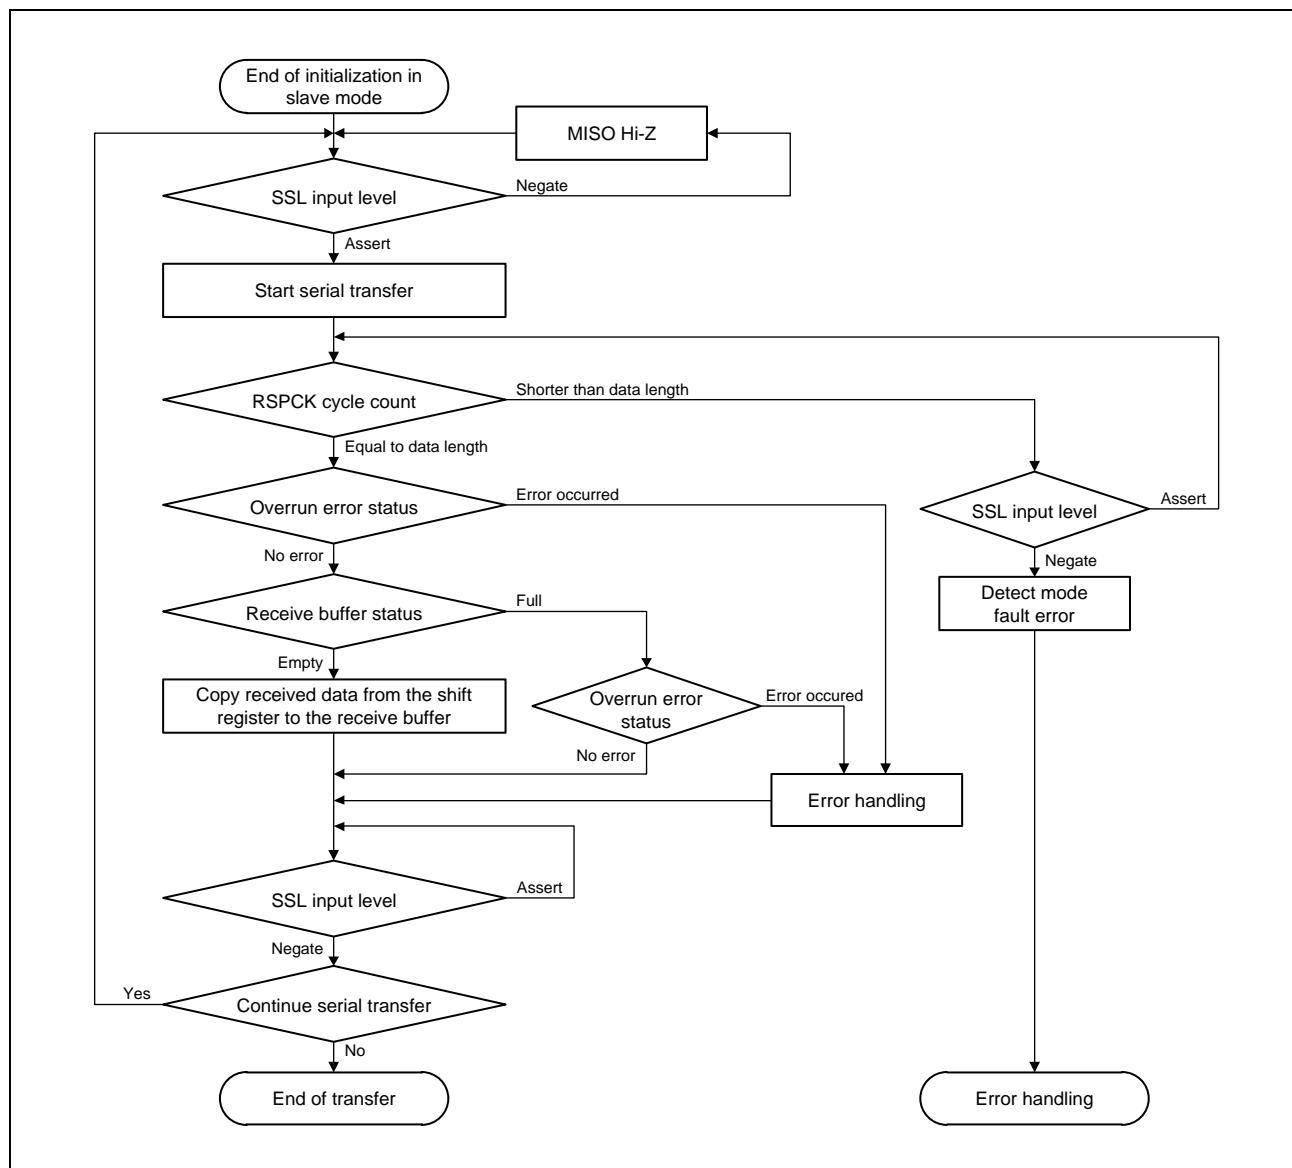 End of initialization in
slave mode
MISO Hi-Z
SSL input level
Negate
Assert
Start serial transfer
RSPCK cycle count
Shorter than data length
Equal to data length
Overrun error status
Error occurred
SSL input level
Assert
No error
Negate
Receive buffer status
Full
Detect mode
fault error
Empty
Copy received data from the shift
register to the receive buffer
Overrun error
status
Error occured
No error
Error handling
SSL input level
Assert
Negate
Yes
Continue serial transfer
No
End of transfer
Error handling